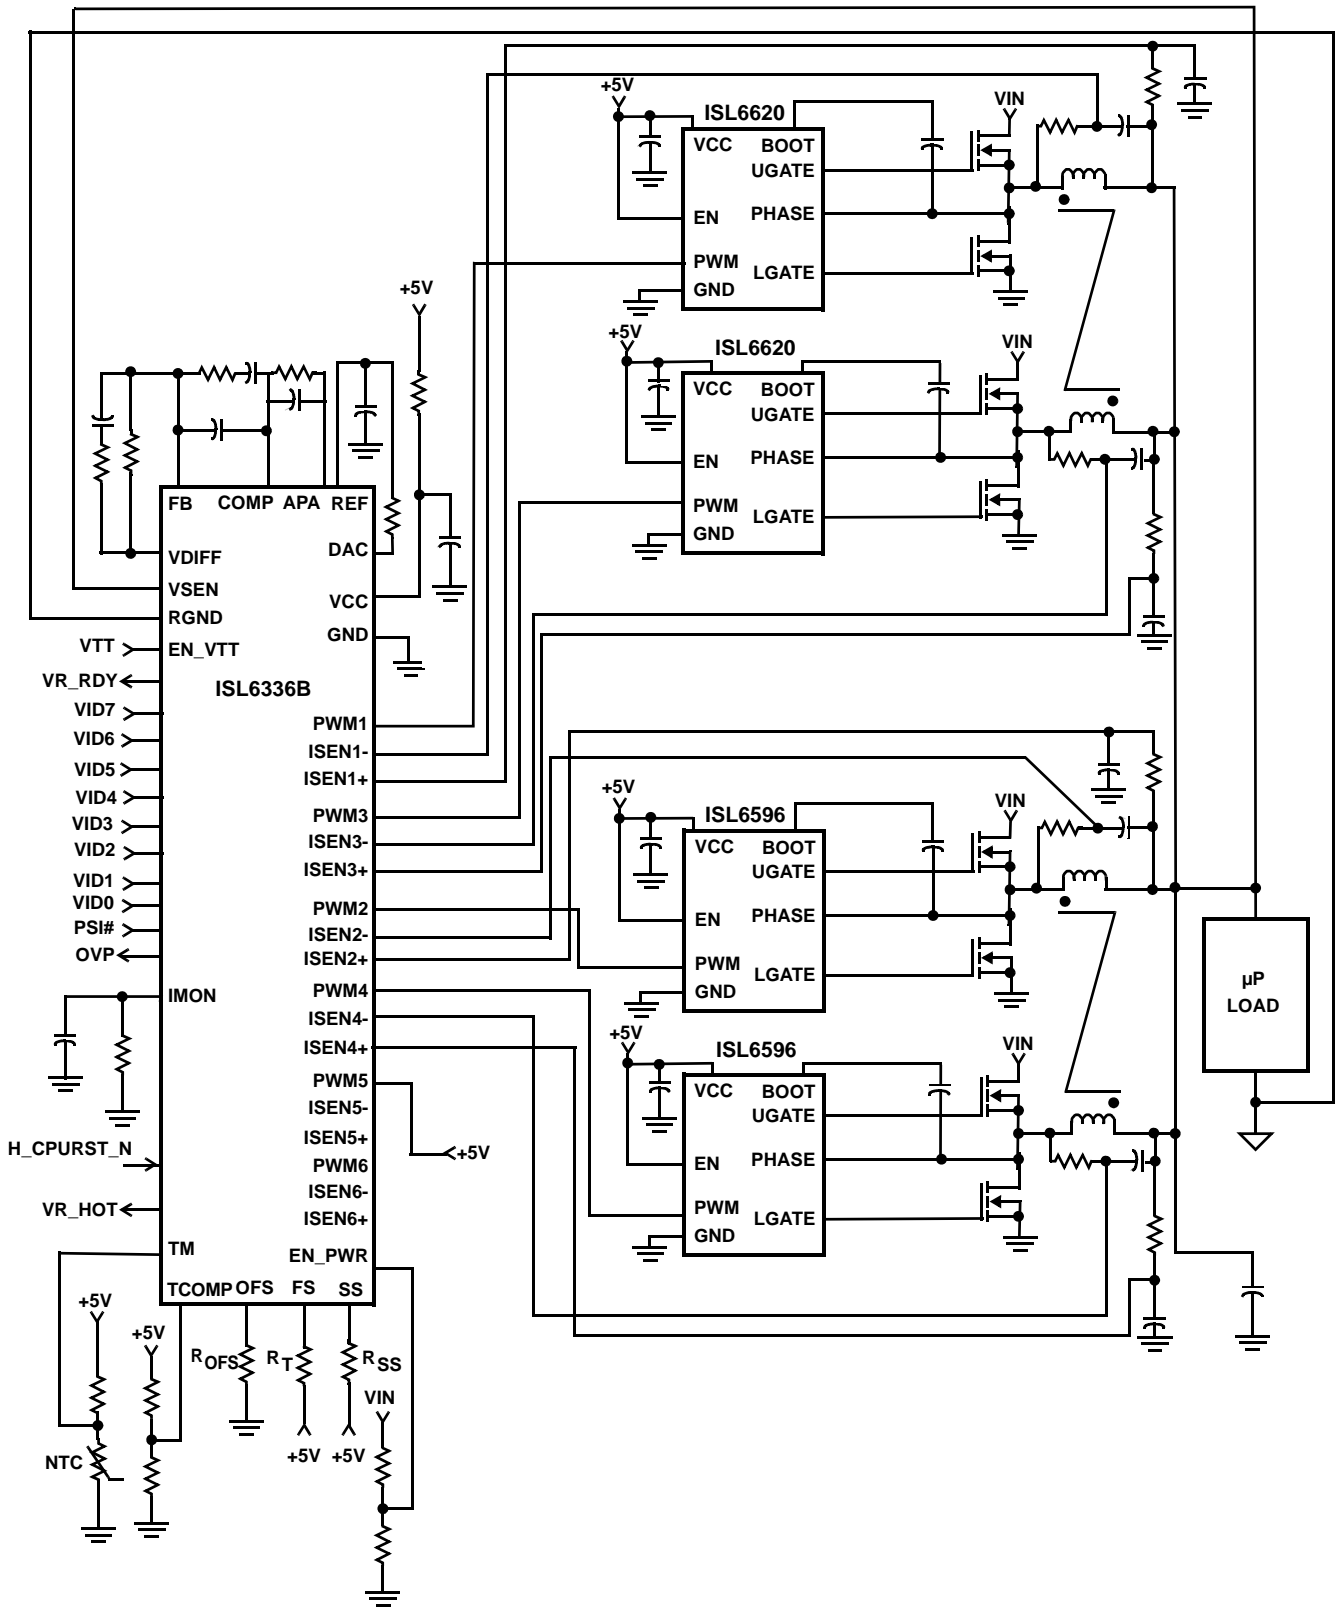 +5V
ISL6620
VIN
VCC
BOOT
UGATE
EN
PHASE
PWM
LGATE
GND
+5V
+5V
ISL6620
VIN
VCC
BOOT
UGATE
EN
PHASE
PWM
LGATE
GND
FB
COMP
APA
REF
VDIFF
DAC
VSEN
VCC
RGND
GND
VTT
EN_VTT
VR_RDY
ISL6336B
VID7
VID6
VID5
VID4
VID3
VID2
VID1
VID0
PSI#
OVP
PWM1
ISEN1-
ISEN1+
PWM3
ISEN3-
ISEN3+
PWM2
ISEN2-
ISEN2+
PWM4
ISEN4-
ISEN4+
PWM5
ISEN5-
ISEN5+
PWM6
ISEN6-
ISEN6+
EN_PWR
+5V
IMON
H_CPURST_N
VR_HOT
TM
TCOMP
OFS
FS
SS
+5V
ISL6596
VIN
VCC
BOOT
UGATE
EN
PHASE
PWM
LGATE
GND
+5V
ISL6596
VIN
VCC
BOOT
UGATE
EN
PHASE
PWM
LGATE
GND
µP
LOAD
+5V
+5V
ROFS
RT
RSS
VIN
NTC
+5V
+5V